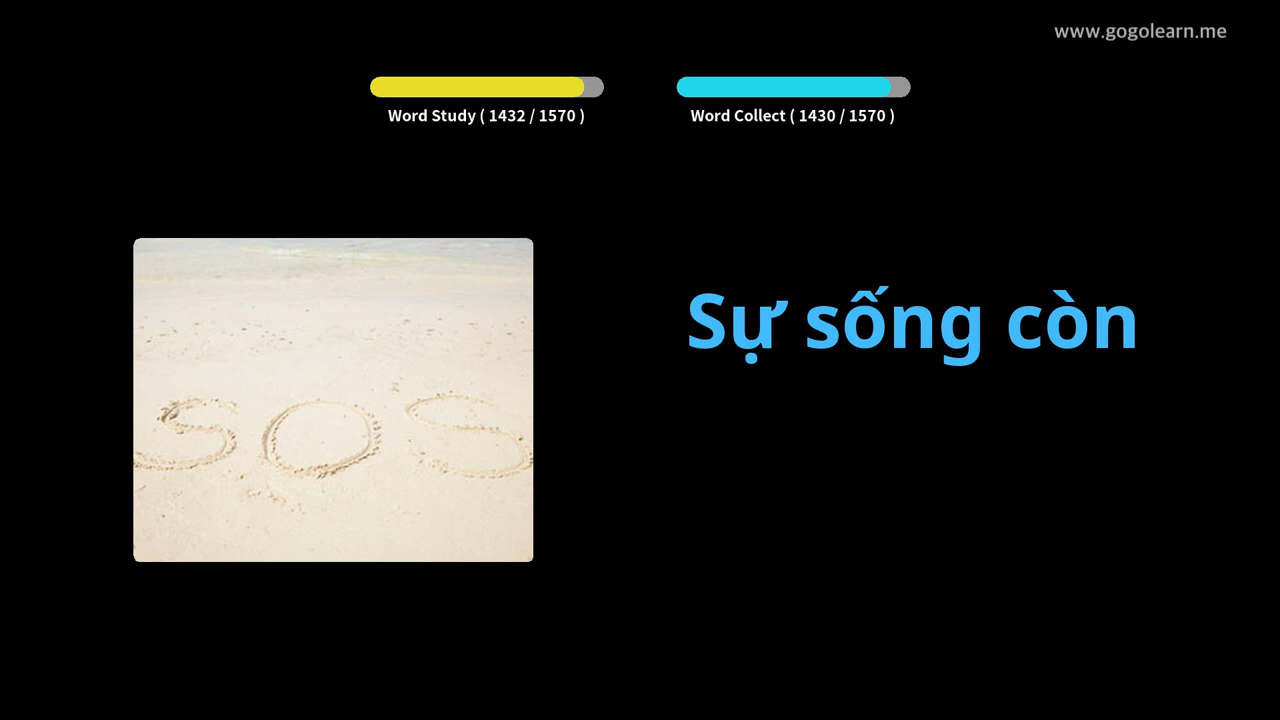 www.gogolearn.me
Word Study ( 1432 / 1570 )
Word Collect ( 1430 / 1570 )
Sự sống còn
SOS